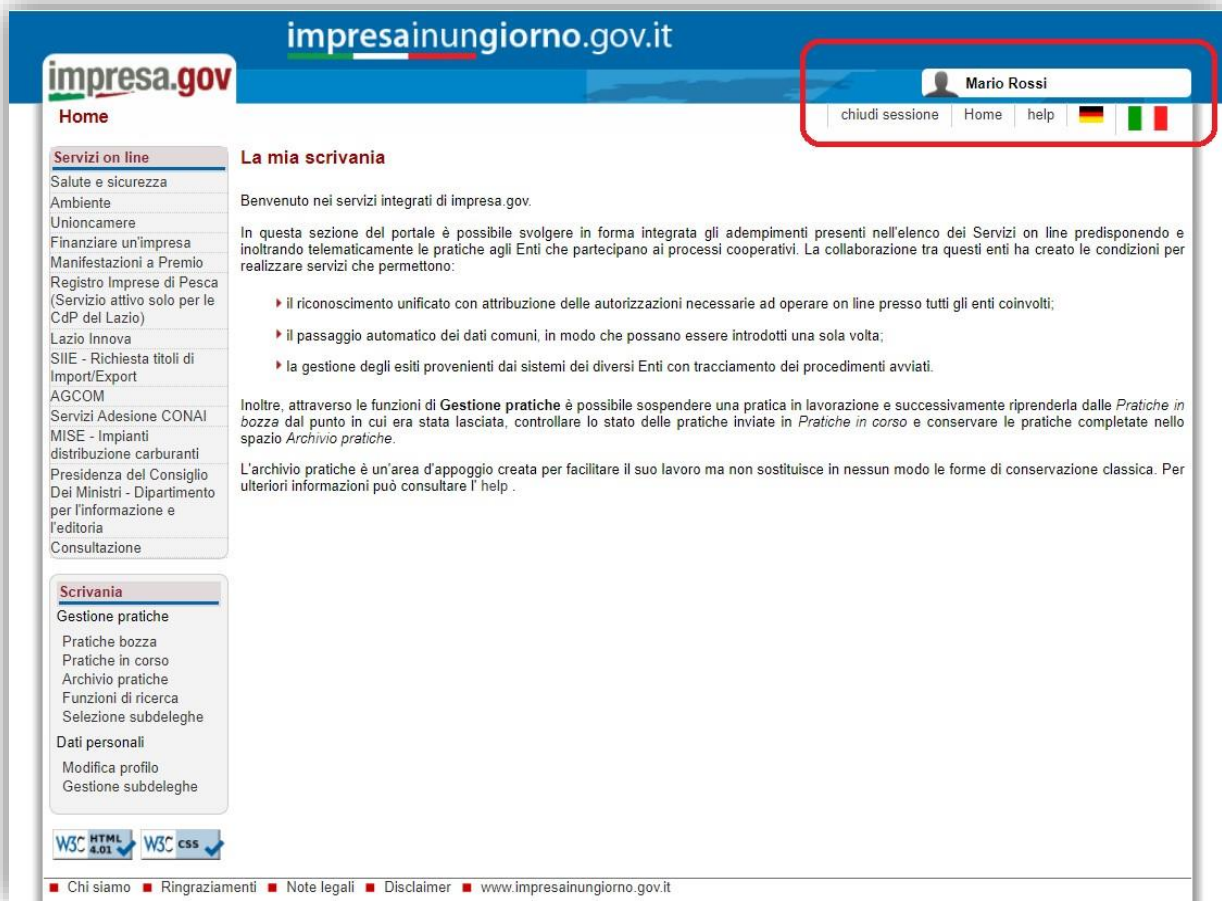 impresainungiorno.gov.it
impresa.gov
Mario Rossi
Home
chiudi sessione
Home
help
Servizi on line
Salute e sicurezza
Ambiente
Unioncamere
Finanziare un'impresa
Manifestazioni a Premio
Registro Imprese di Pesca
(Servizio attivo solo per le
CdP del Lazio)
Lazio Innova
SIIE - Richiesta titoli di
Import/Export
AGCOM
Servizi Adesione CONAI
MISE - Impianti
distribuzione carburanti
Presidenza del Consiglio
Dei Ministri - Dipartimento
per l'informazione e
l'editoria
Consultazione
Scrivania
Gestione pratiche
Pratiche bozza
Pratiche in corso
Archivio pratiche
Funzioni di ricerca
Selezione subdeleghe
Dati personali
Modifica profilo
Gestione subdeleghe
W3C HTML 4.01
W3C css
La mia scrivania
Benvenuto nei servizi integrati di impresa.gov.
In questa sezione del portale è possibile svolgere in forma integrata gli adempimenti presenti nell'elenco dei Servizi on line predisponendo e
inoltrando telematicamente le pratiche agli Enti che partecipano ai processi cooperativi. La collaborazione tra questi enti ha creato le condizioni per
realizzare servizi che permettono:
il riconoscimento unificato con attribuzione delle autorizzazioni necessarie ad operare on line presso tutti gli enti coinvolti;
il passaggio automatico dei dati comuni, in modo che possano essere introdotti una sola volta;
la gestione degli esiti provenienti dai sistemi dei diversi Enti con tracciamento dei procedimenti avviati.
Inoltre, attraverso le funzioni di Gestione pratiche è possibile sospendere una pratica in lavorazione e successivamente riprenderla dalle Pratiche in
bozza dal punto in cui era stata lasciata, controllare lo stato delle pratiche inviate in Pratiche in corso e conservare le pratiche completate nello
spazio Archivio pratiche.
L'archivio pratiche è un'area d'appoggio creata per facilitare il suo lavoro ma non sostituisce in nessun modo le forme di conservazione classica. Per
ulteriori informazioni può consultare l' help .
Chi siamo
Ringraziamenti
Note legali
Disclaimer
www.impresainungiorno.gov.it